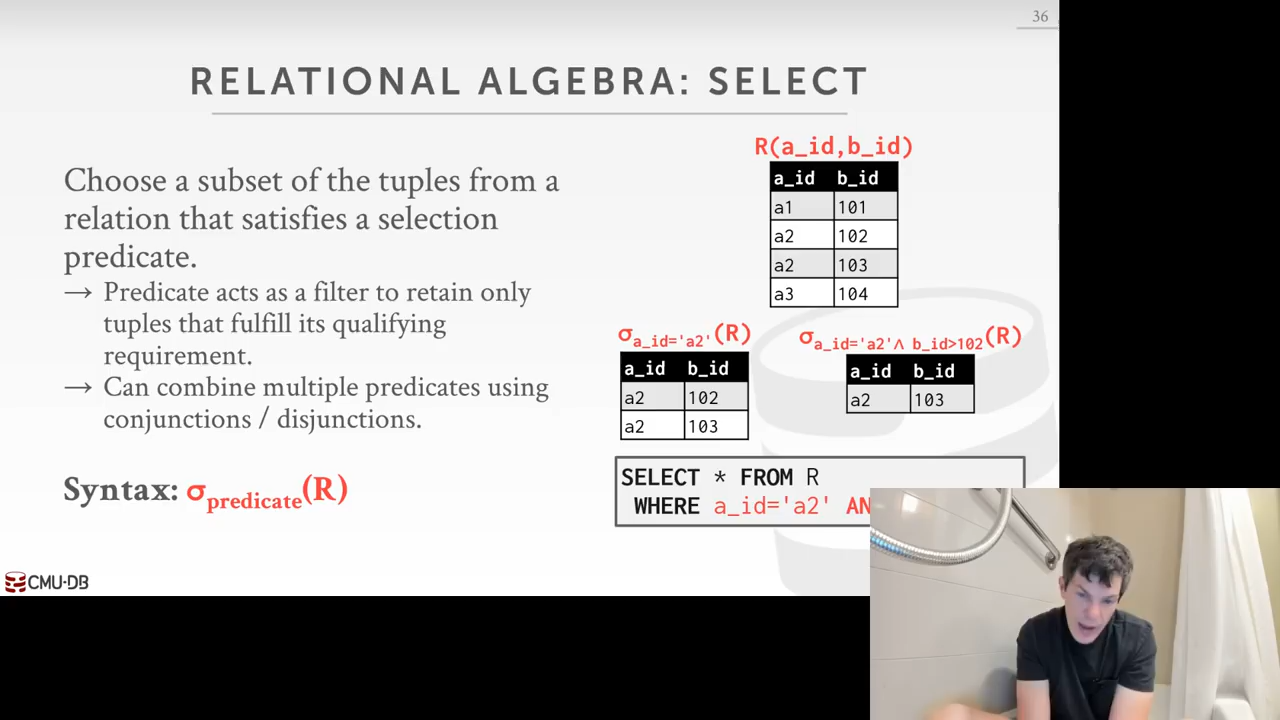 36
RELATIONAL ALGEBRA: SELECT
Choose a subset of the tuples from a
relation that satisfies a selection
predicate.
→ Predicate acts as a filter to retain only
tuples that fulfill its qualifying
requirement.
→ Can combine multiple predicates using
conjunctions / disjunctions.
Syntax: σpredicate(R)
R(a_id,b_id)
a_id b_id
a1 101
a2 102
a2 103
a3 104
σa_id='a2'(R)
a_id b_id
a2 102
a2 103
σa_id='a2'∧ b_id>102(R)
a_id b_id
a2 103
SELECT * FROM R
WHERE a_id='a2' AN
CMU·DB